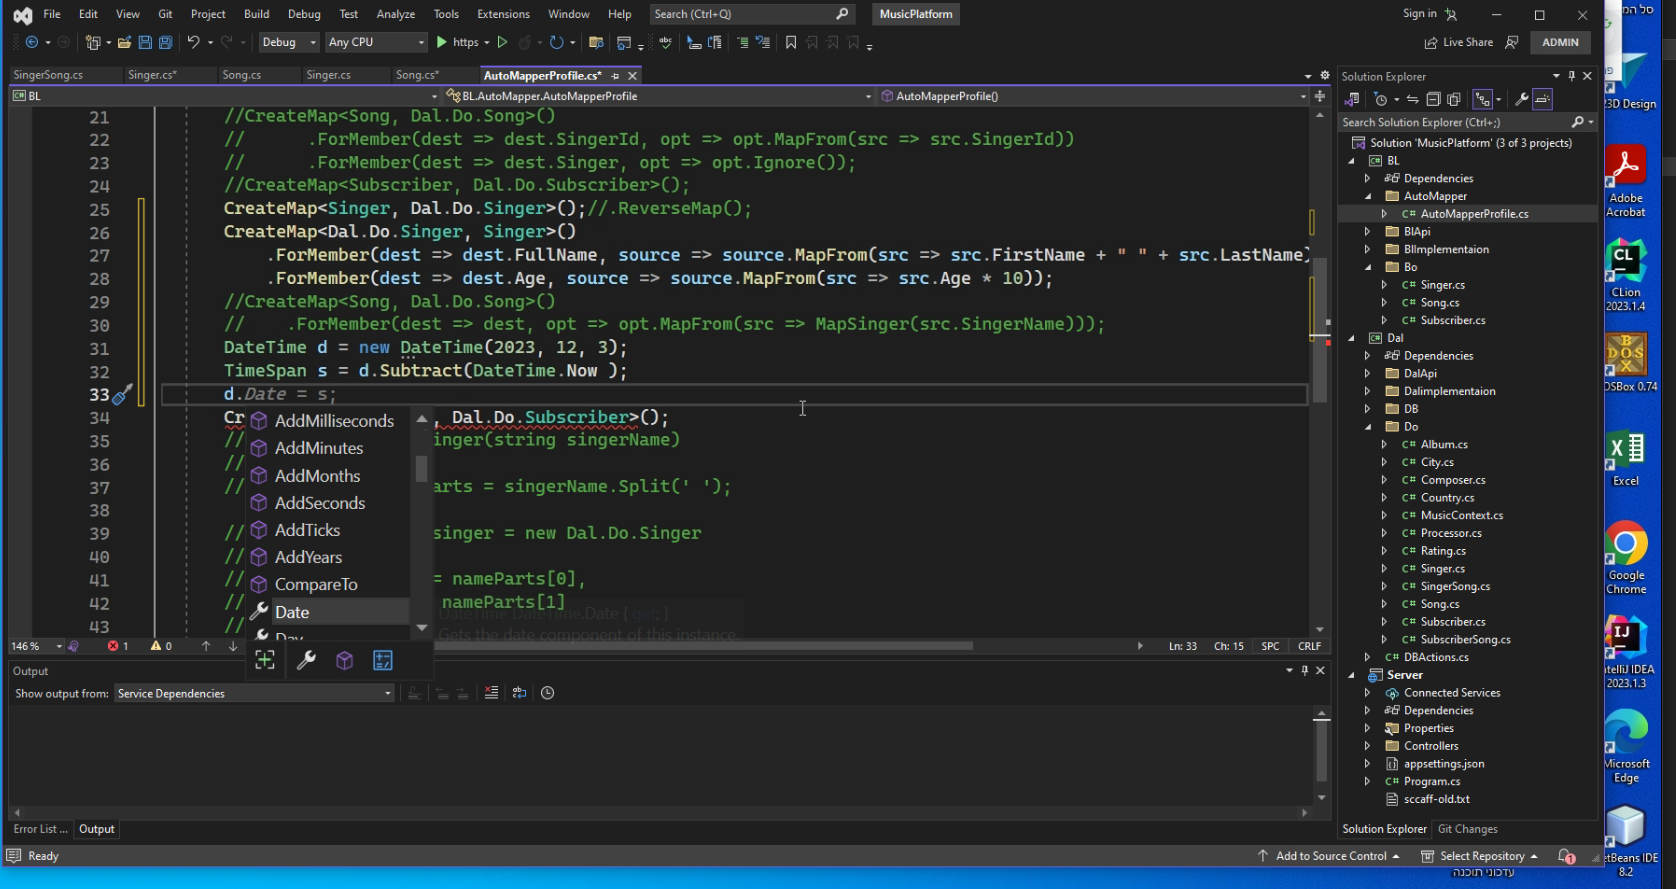 File Edit View Git Project Build Debug Test Analyze Tools Extensions Window Help Search (Ctrl+Q) MusicPlatform Sign in
Debug Any CPU https Live Share ADMIN
SingerSong.cs Singer.cs* Song.cs Singer.cs Song.cs* AutoMapperProfile.cs*
BL BL.AutoMapper.AutoMapperProfile AutoMapperProfile()
21 //CreateMap<Song, Dal.Do.Song>()
22 // .ForMember(dest => dest.SingerId, opt => opt.MapFrom(src => src.SingerId))
23 // .ForMember(dest => dest.Singer, opt => opt.Ignore());
24 //CreateMap<Subscriber, Dal.Do.Subscriber>();
25 CreateMap<Singer, Dal.Do.Singer>();//.ReverseMap();
26 CreateMap<Dal.Do.Singer, Singer>()
27 .ForMember(dest => dest.FullName, source => source.MapFrom(src => src.FirstName + " " + src.LastName)
28 .ForMember(dest => dest.Age, source => source.MapFrom(src => src.Age * 10));
29 //CreateMap<Song, Dal.Do.Song>()
30 // .ForMember(dest => dest, opt => opt.MapFrom(src => MapSinger(src.SingerName)));
31 DateTime d = new DateTime(2023, 12, 3);
32 TimeSpan s = d.Subtract(DateTime.Now );
33 d.Date = s;
34 Cr , Dal.Do.Subscriber>();
35 // inger(string singerName)
36 //
37 // arts = singerName.Split(' ');
38
39 // singer = new Dal.Do.Singer
40 //
41 // = nameParts[0],
42 // nameParts[1]
43 //
AddMilliseconds
AddMinutes
AddMonths
AddSeconds
AddTicks
AddYears
CompareTo
Date
Day
DateTime DateTime.Date { get; }
Gets the date component of this instance.
146 % 1 0 Ln: 33 Ch: 15 SPC CRLF
Output
Show output from: Service Dependencies
Error List ... Output
Ready Add to Source Control Select Repository 1
Solution Explorer
Search Solution Explorer (Ctrl+;)
Solution 'MusicPlatform' (3 of 3 projects)
BL
Dependencies
AutoMapper
C# AutoMapperProfile.cs
BlApi
BlImplementaion
Bo
C# Singer.cs
C# Song.cs
C# Subscriber.cs
Dal
Dependencies
DalApi
Dalimplementaion
DB
Do
C# Album.cs
C# City.cs
C# Composer.cs
C# Country.cs
C# MusicContext.cs
C# Processor.cs
C# Rating.cs
C# Singer.cs
C# SingerSong.cs
C# Song.cs
C# Subscriber.cs
C# SubscriberSong.cs
C# DBActions.cs
Server
Connected Services
Dependencies
Properties
Controllers
appsettings.json
C# Program.cs
sccaff-old.txt
Solution Explorer Git Changes
סל המ
3D Design
Adobe
Acrobat
CL
CLion
2023.1.4
DOSBox 0.74
Excel
Google
Chrome
IJ
ntelliJ IDEA
2023.1.3
Microsoft
Edge
etBeans IDE
8.2
עדכוני תוכנה